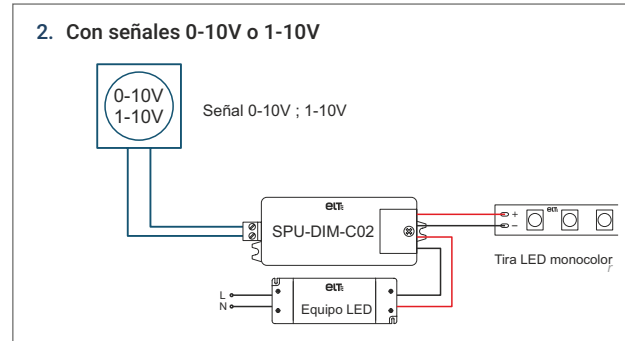 2. Con señales 0-10V o 1-10V
0-10V
1-10V
Señal 0-10V ; 1-10V
eLT
SPU-DIM-C02
eLT
+
−
Tira LED monocolor
r
L
N
eLT
Equipo LED